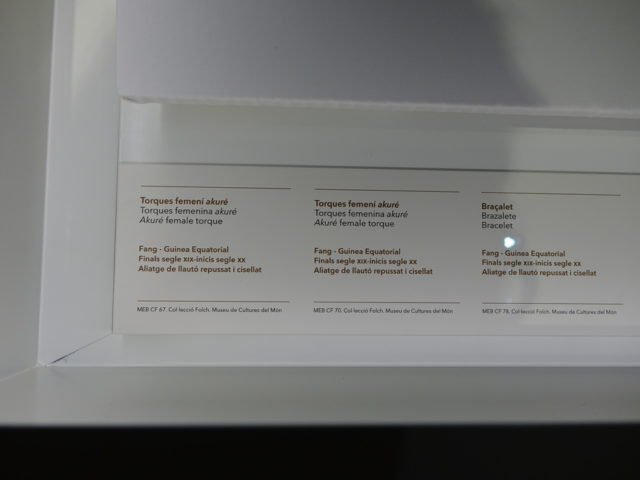 Torques femení akuré
Torques femenina akuré
Akuré female torque
Fang - Guinea Equatorial
Finals segle XIX-inicis segle XX
Aliatge de llautó repussat i cisellat
MEB CF 67. Col·lecció Folch. Museu de Cultures del Món
Torques femení akuré
Torques femenina akuré
Akuré female torque
Fang - Guinea Equatorial
Finals segle XIX-inicis segle XX
Aliatge de llautó repussat i cisellat
MEB CF 70. Col·lecció Folch. Museu de Cultures del Món
Braçalet
Brazalete
Bracelet
Fang - Guinea Equatorial
Finals segle XIX-inicis segle XX
Aliatge de llautó repussat i cisellat
MEB CF 78. Col·lecció Folch. Museu de Cultures del Món